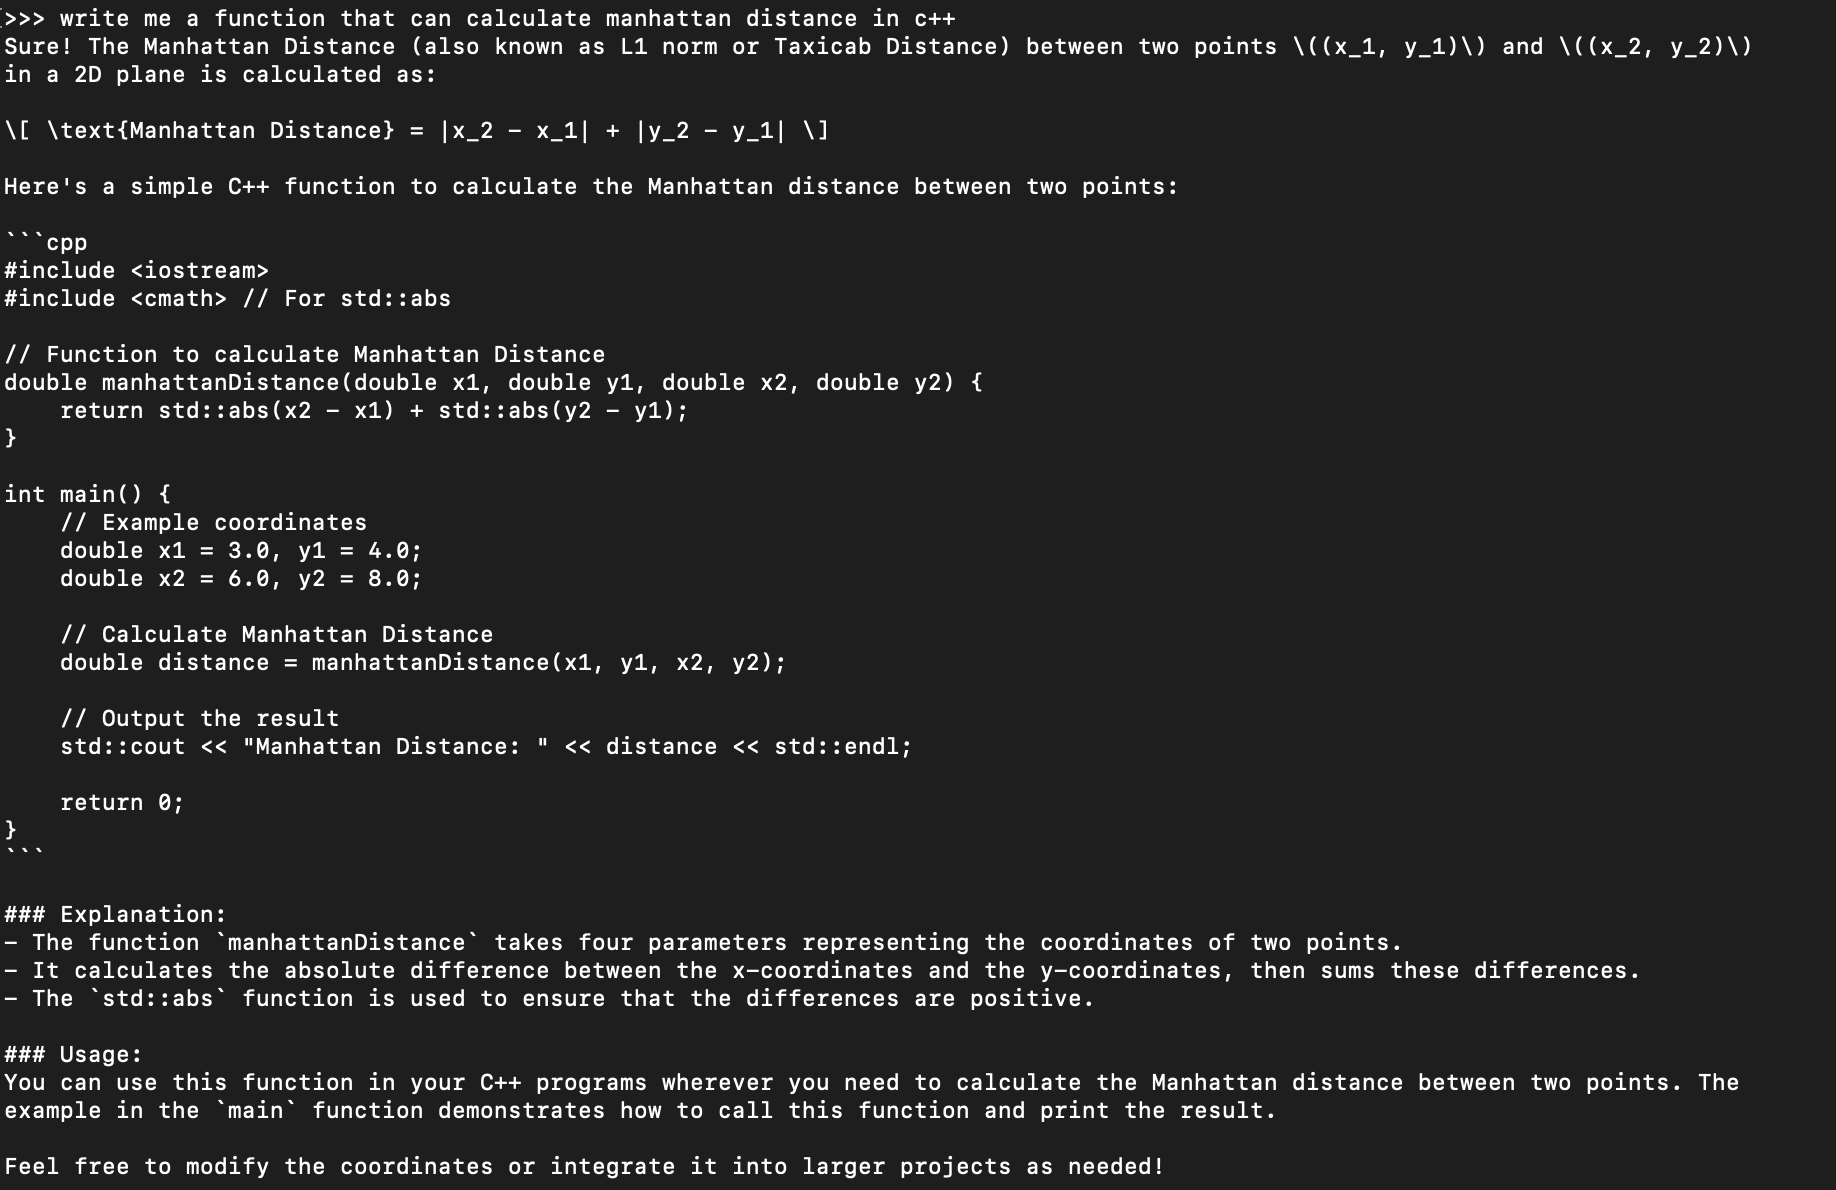 >>> write me a function that can calculate manhattan distance in c++
Sure! The Manhattan Distance (also known as L1 norm or Taxicab Distance) between two points \((x_1, y_1)\) and \((x_2, y_2)\)
in a 2D plane is calculated as:

\[ \text{Manhattan Distance} = |x_2 - x_1| + |y_2 - y_1| \]

Here's a simple C++ function to calculate the Manhattan distance between two points:

```cpp
#include <iostream>
#include <cmath> // For std::abs

// Function to calculate Manhattan Distance
double manhattanDistance(double x1, double y1, double x2, double y2) {
    return std::abs(x2 - x1) + std::abs(y2 - y1);
}

int main() {
    // Example coordinates
    double x1 = 3.0, y1 = 4.0;
    double x2 = 6.0, y2 = 8.0;

    // Calculate Manhattan Distance
    double distance = manhattanDistance(x1, y1, x2, y2);

    // Output the result
    std::cout << "Manhattan Distance: " << distance << std::endl;

    return 0;
}
```

### Explanation:
- The function `manhattanDistance` takes four parameters representing the coordinates of two points.
- It calculates the absolute difference between the x-coordinates and the y-coordinates, then sums these differences.
- The `std::abs` function is used to ensure that the differences are positive.

### Usage:
You can use this function in your C++ programs wherever you need to calculate the Manhattan distance between two points. The
example in the `main` function demonstrates how to call this function and print the result.

Feel free to modify the coordinates or integrate it into larger projects as needed!